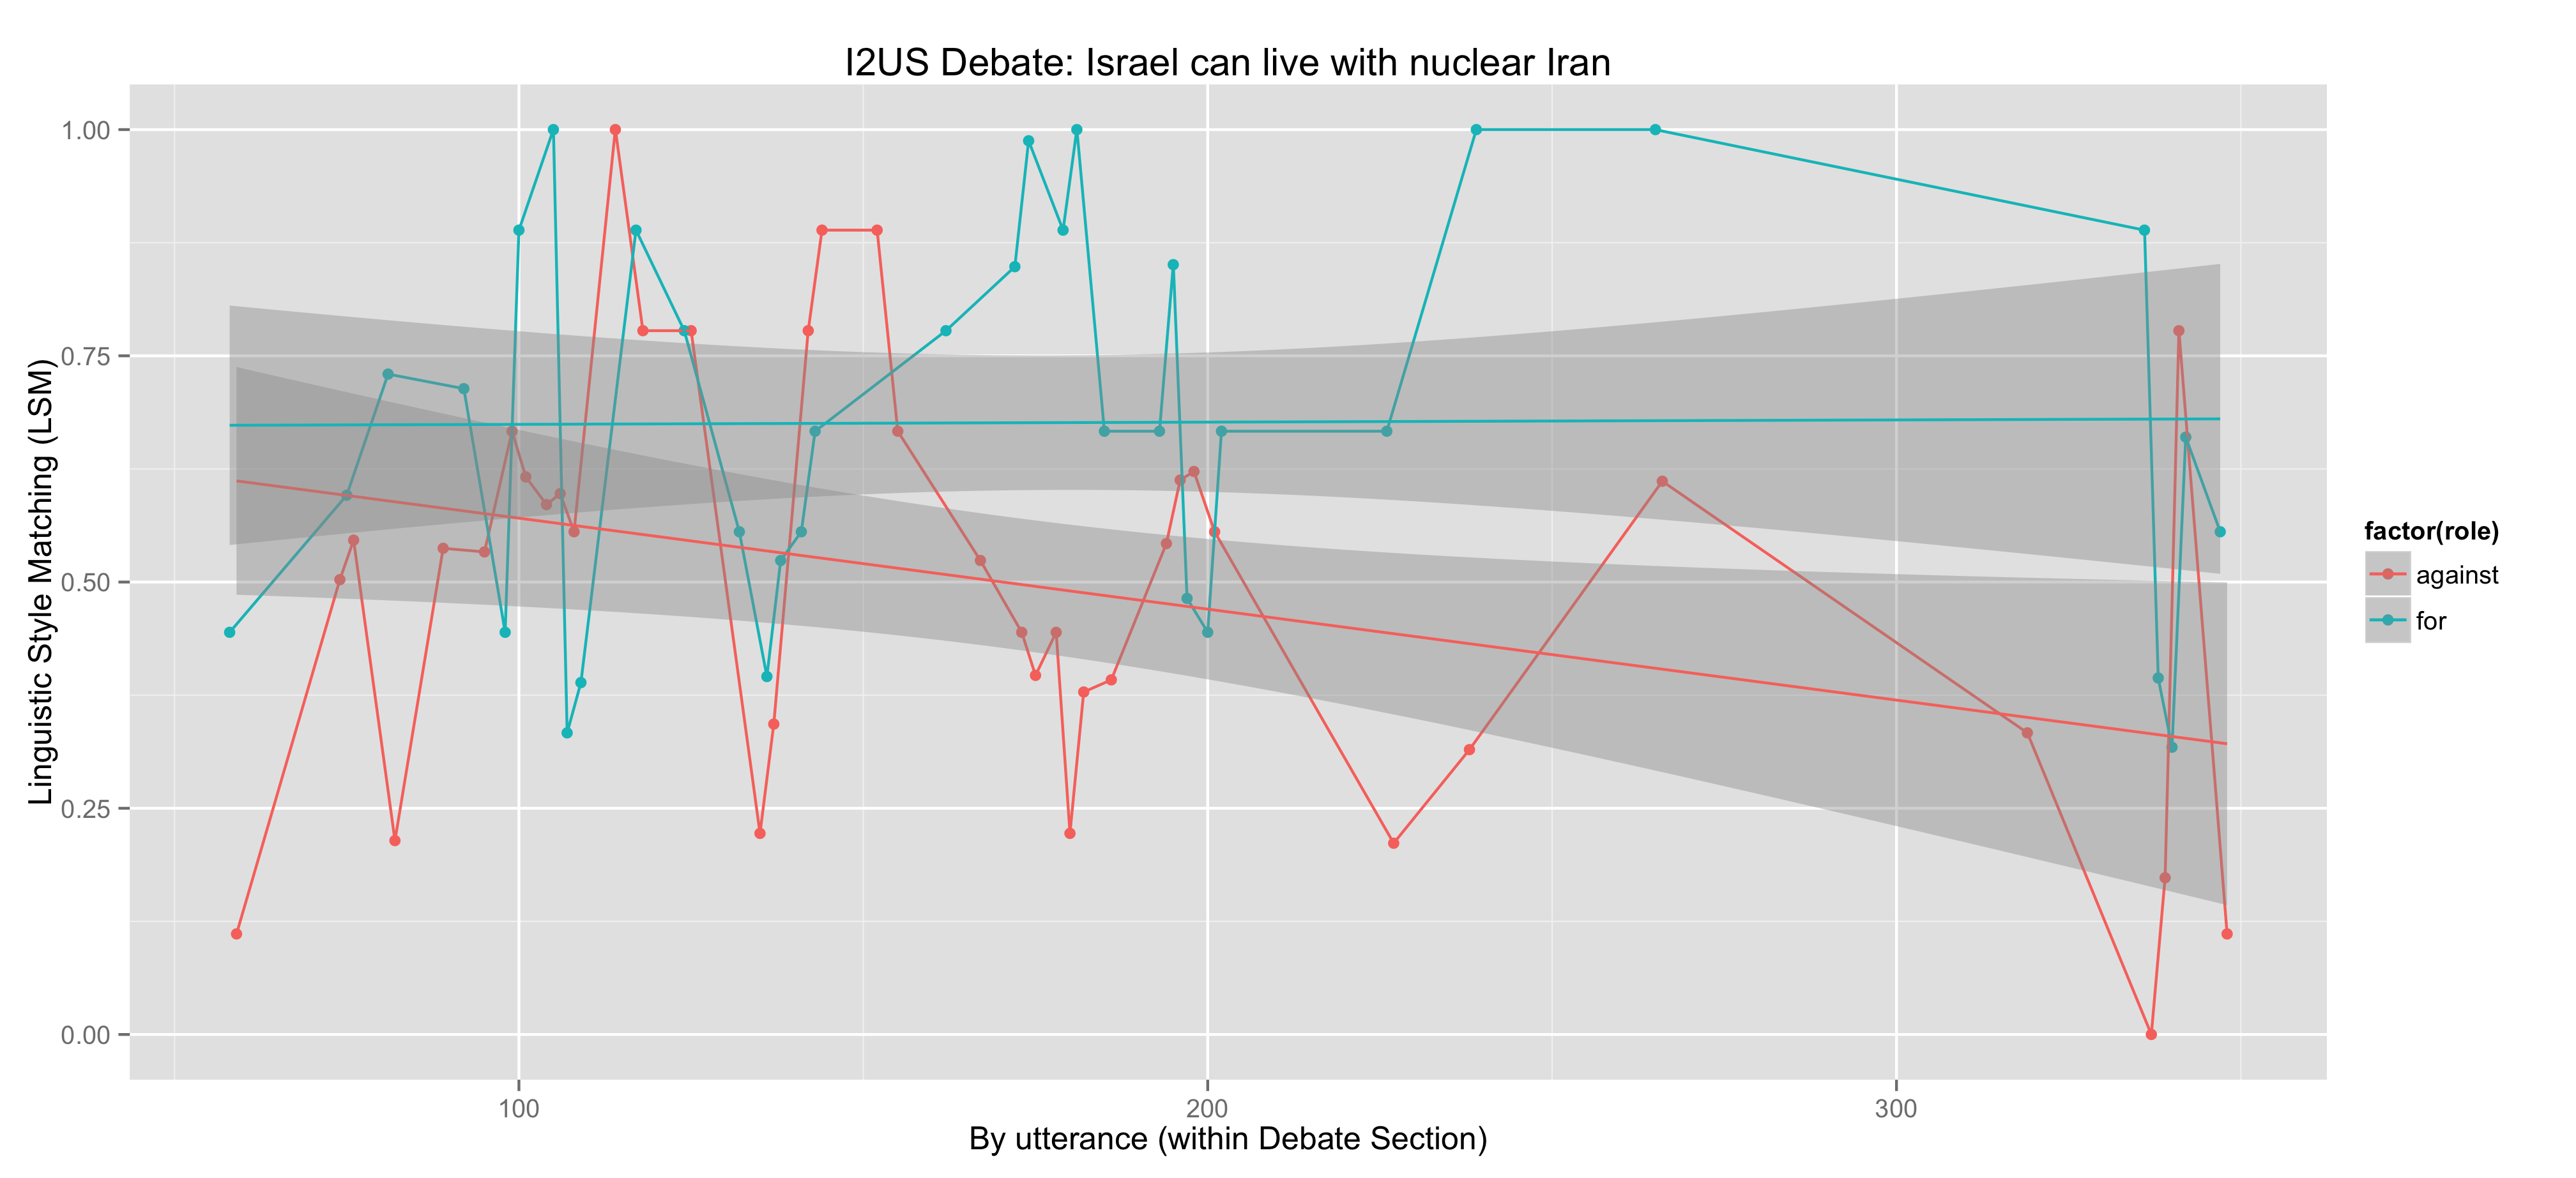 I2US Debate: Israel can live with nuclear Iran
Linguistic Style Matching (LSM)
1.00
0.75
0.50
0.25
0.00
100
200
300
By utterance (within Debate Section)
factor(role)
against
for